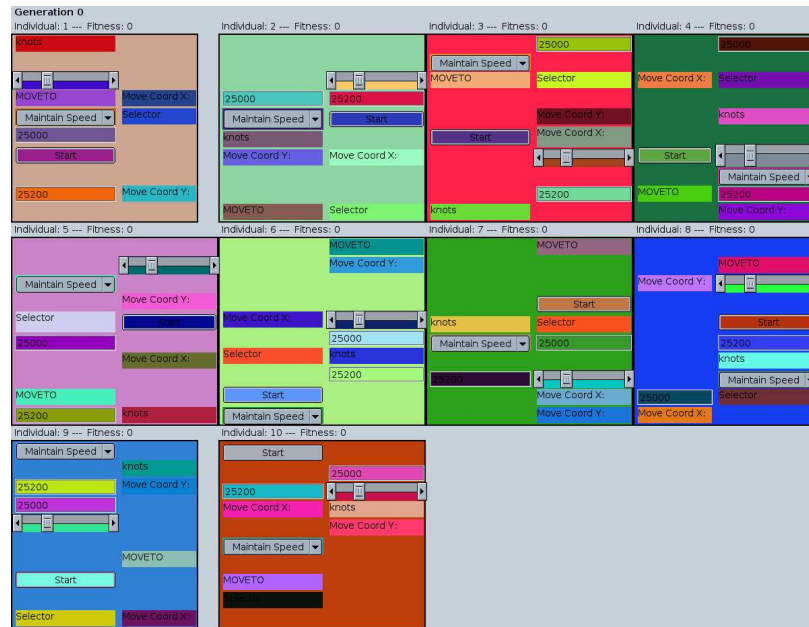 Generation 0
Individual: 1 --- Fitness: 0
knots
MOVETO Move Coord X:
Maintain Speed Selector
25000
Start
25200 Move Coord Y:
Individual: 2 --- Fitness: 0
25000 25200
Maintain Speed Start
knots
Move Coord Y: Move Coord X:
MOVETO Selector
Individual: 3 --- Fitness: 0
25000
Maintain Speed
MOVETO Selector
Move Coord Y:
Start Move Coord X:
25200
knots
Individual: 4 --- Fitness: 0
25000
Move Coord X: Selector
knots
Start
Maintain Speed
MOVETO 25200
Move Coord Y:
Individual: 5 --- Fitness: 0
Maintain Speed
Move Coord Y:
Selector Start
25000
Move Coord X:
MOVETO
25200 knots
Individual: 6 --- Fitness: 0
MOVETO
Move Coord Y:
Move Coord X:
25000
Selector knots
25200
Start
Maintain Speed
Individual: 7 --- Fitness: 0
MOVETO
Start
knots Selector
Maintain Speed 25000
25200
Move Coord X:
Move Coord Y:
Individual: 8 --- Fitness: 0
MOVETO
Move Coord Y:
Start
25200
knots
Maintain Speed
25000 Selector
Move Coord X:
Individual: 9 --- Fitness: 0
Maintain Speed
knots
25200 Move Coord Y:
25000
MOVETO
Start
Selector Move Coord X:
Individual: 10 --- Fitness: 0
Start
25000
25200
Move Coord X: knots
Move Coord Y:
Maintain Speed
MOVETO